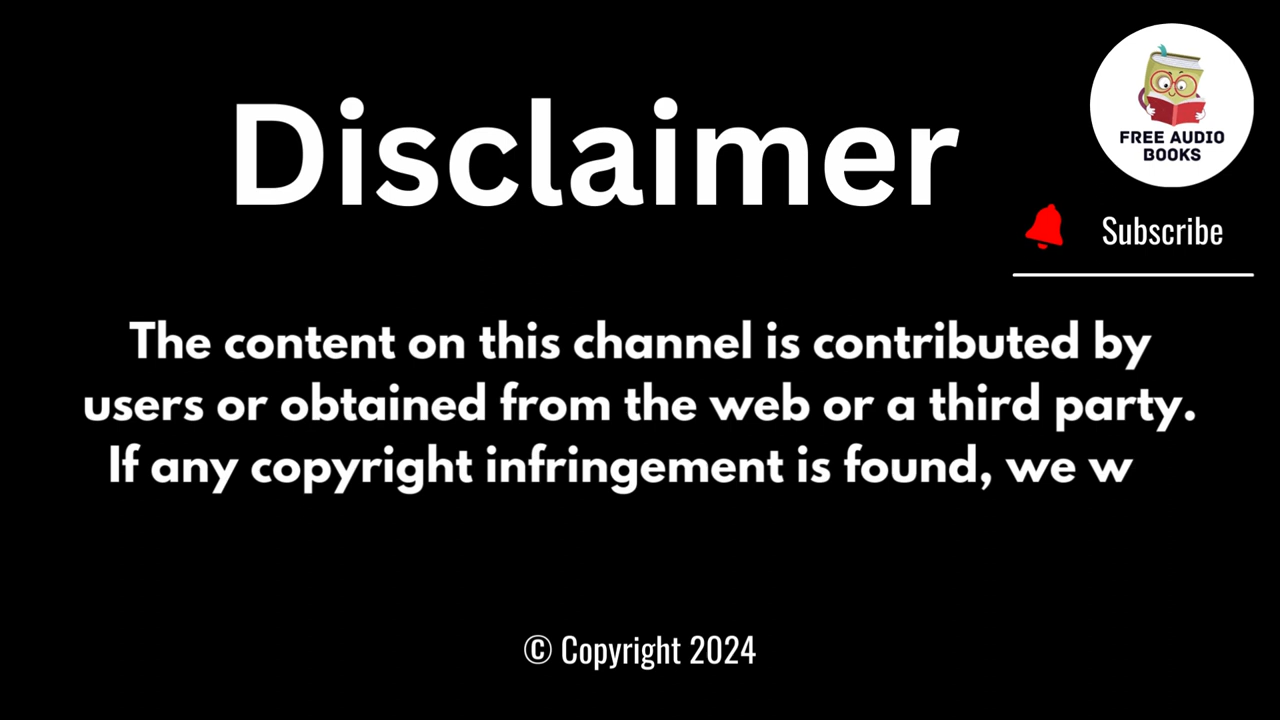 Disclaimer
FREE AUDIO
BOOKS
Subscribe
The content on this channel is contributed by
users or obtained from the web or a third party.
If any copyright infringement is found, we w
© Copyright 2024